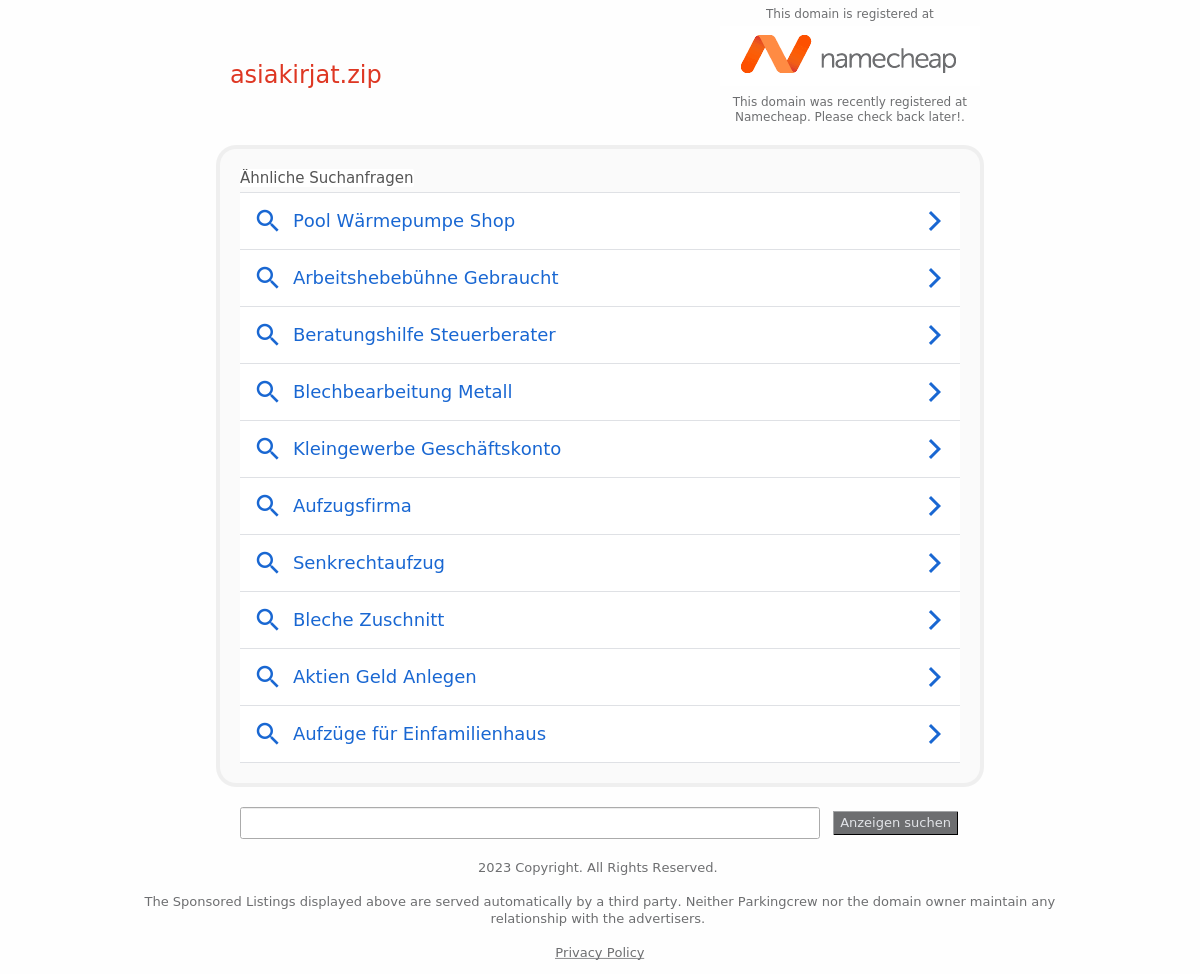 This domain is registered at
namecheap
asiakirjat.zip
This domain was recently registered at
Namecheap. Please check back later!.
Ähnliche Suchanfragen
Pool Wärmepumpe Shop
Arbeitshebebühne Gebraucht
Beratungshilfe Steuerberater
Blechbearbeitung Metall
Kleingewerbe Geschäftskonto
Aufzugsfirma
Senkrechtaufzug
Bleche Zuschnitt
Aktien Geld Anlegen
Aufzüge für Einfamilienhaus
Anzeigen suchen
2023 Copyright. All Rights Reserved.
The Sponsored Listings displayed above are served automatically by a third party. Neither Parkingcrew nor the domain owner maintain any
relationship with the advertisers.
Privacy Policy